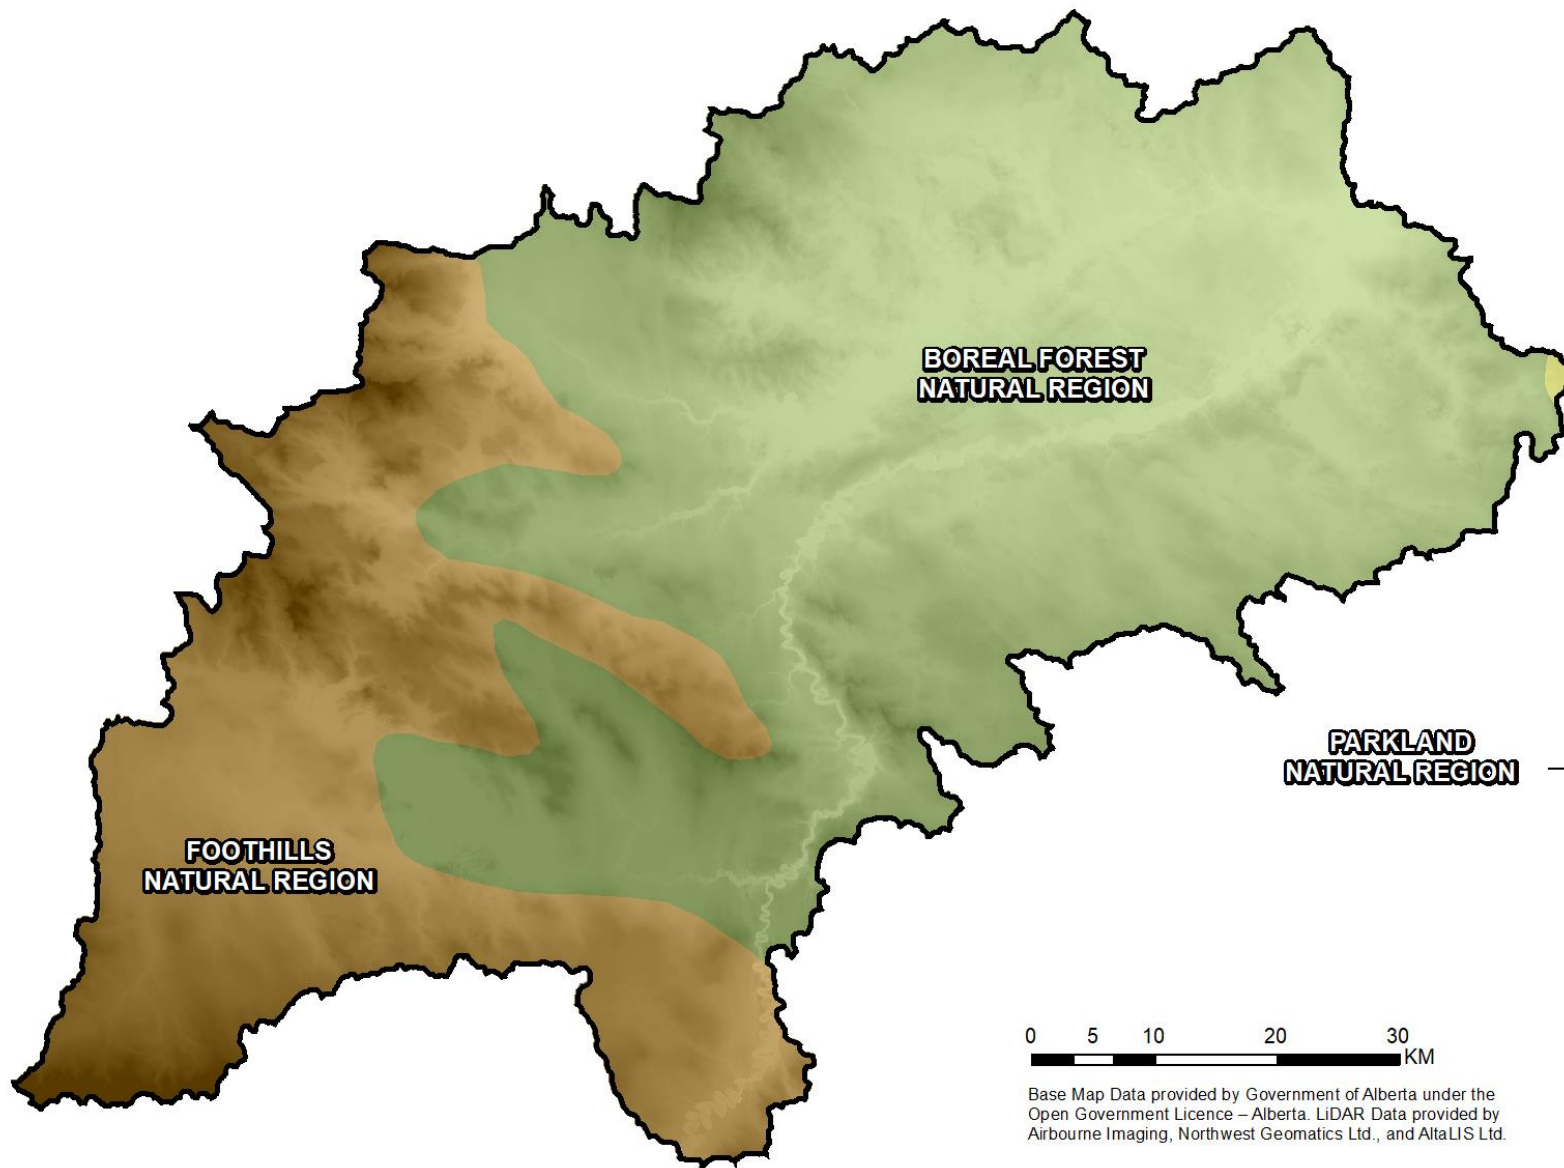 BOREAL FOREST
NATURAL REGION
PARKLAND
NATURAL REGION
FOOTHILLS
NATURAL REGION
0 5 10 20 30
KM
Base Map Data provided by Government of Alberta under the
Open Government Licence – Alberta. LiDAR Data provided by
Airbourne Imaging, Northwest Geomatics Ltd., and AltaLIS Ltd.